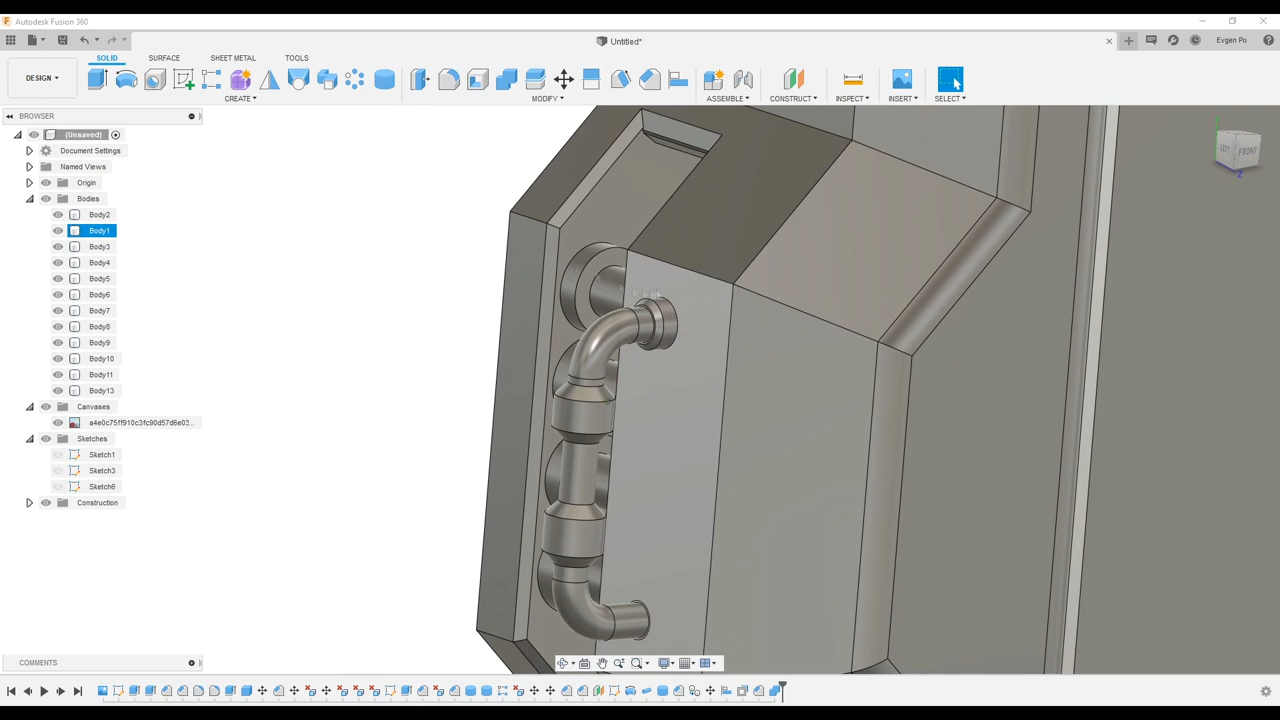 Autodesk Fusion 360
Untitled*
Evgen Po
SOLID SURFACE SHEET METAL TOOLS
DESIGN
CREATE MODIFY ASSEMBLE CONSTRUCT INSPECT INSERT SELECT
BROWSER
(Unsaved)
Document Settings
Named Views
Origin
Bodies
Body2
Body1
Body3
Body4
Body5
Body6
Body7
Body8
Body9
Body10
Body11
Body13
Canvases
a4e0c75ff910c3fc90d57d6e03...
Sketches
Sketch1
Sketch3
Sketch6
Construction
LEFT FRONT
Z
COMMENTS